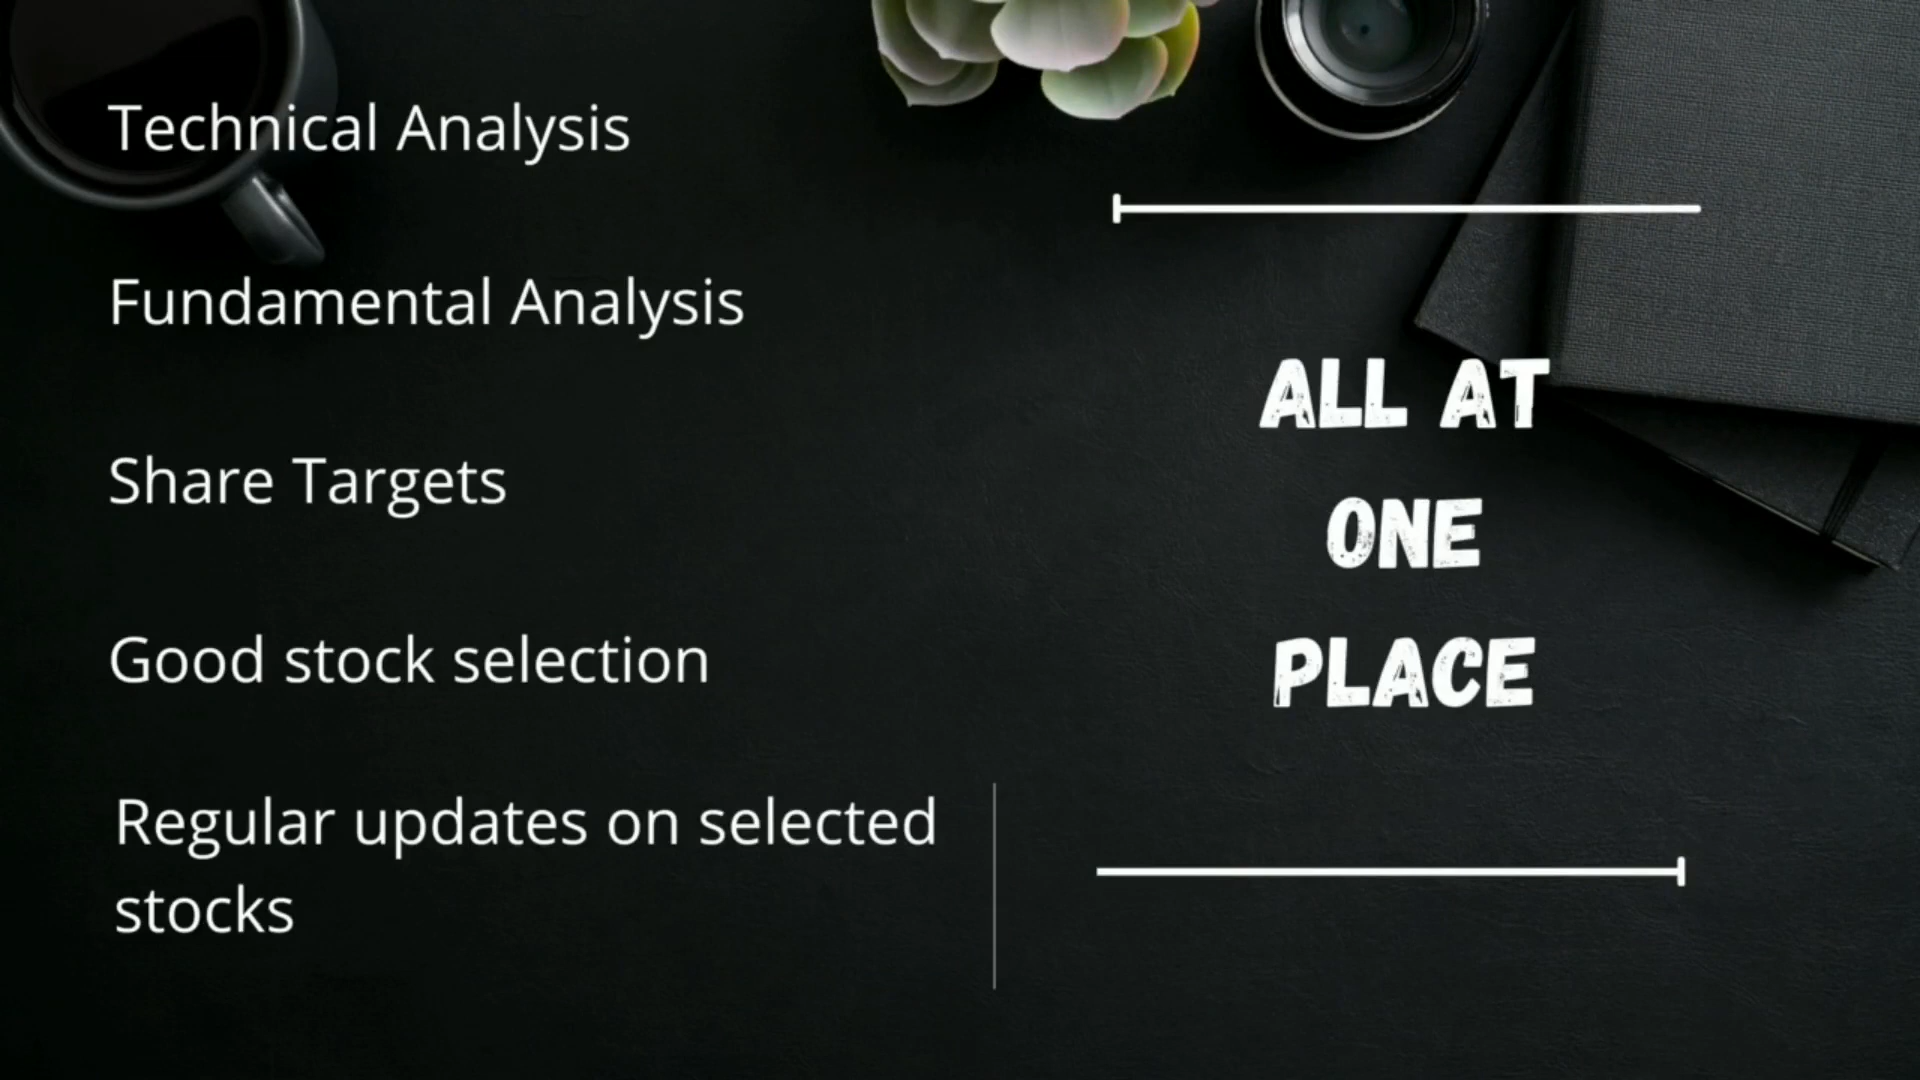 Technical Analysis
Fundamental Analysis
Share Targets
Good stock selection
Regular updates on selected
stocks
ALL AT
ONE
PLACE